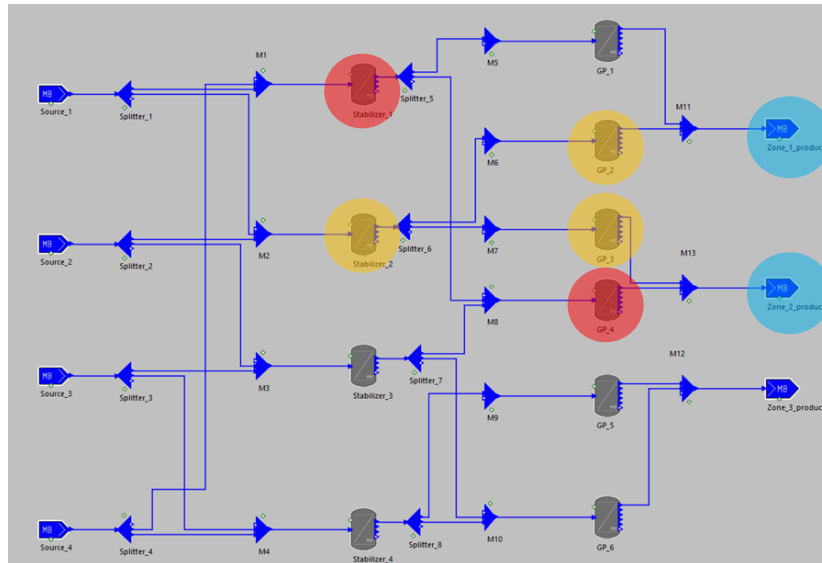 M1
M5
GP_1
MB
Source_1
Splitter_1
Stabilizer_1
Splitter_5
M11
MB
Zone_1_produc
M6
GP_2
MB
Source_2
Splitter_2
M2
Stabilizer_2
Splitter_6
M7
GP_3
M13
MB
Zone_2_produc
M8
GP_4
M12
MB
Source_3
Splitter_3
M3
Stabilizer_3
Splitter_7
M9
GP_5
MB
Zone_3_produc
MB
Source_4
Splitter_4
M4
Stabilizer_4
Splitter_8
M10
GP_6